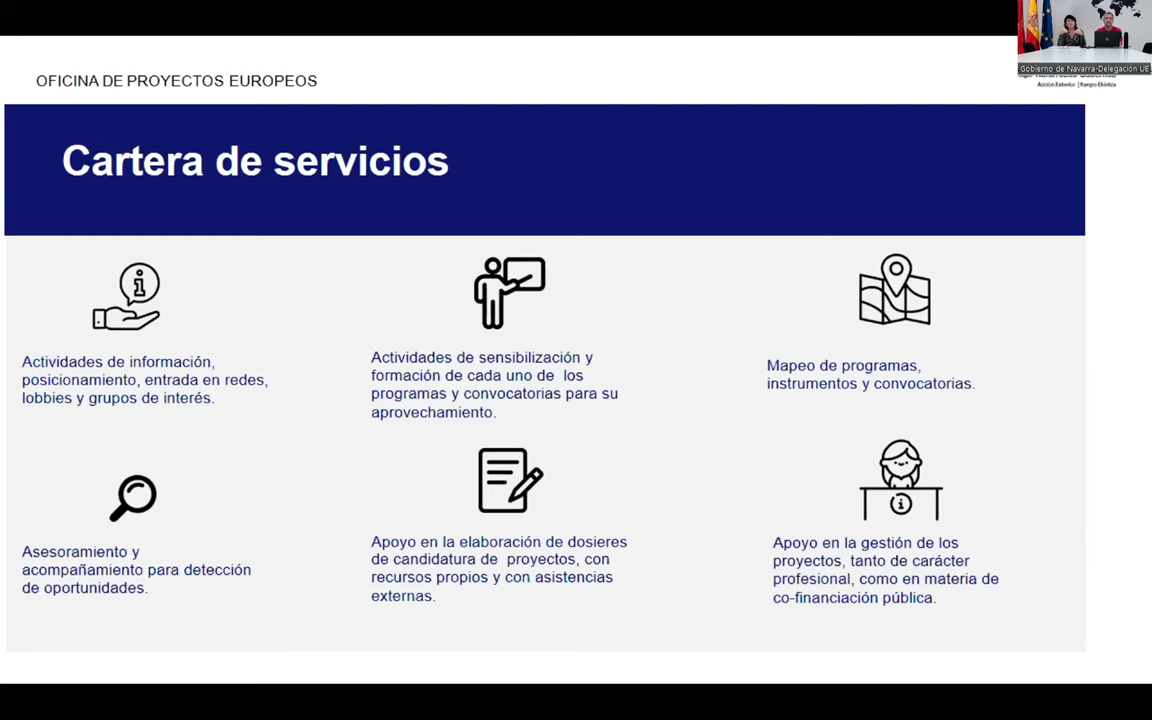 Gobierno de Navarra-Delegación UE
Acción Exterior | Kanpo Ekintza
OFICINA DE PROYECTOS EUROPEOS
Cartera de servicios
Actividades de información,
posicionamiento, entrada en redes,
lobbies y grupos de interés.
Actividades de sensibilización y
formación de cada uno de los
programas y convocatorias para su
aprovechamiento.
Mapeo de programas,
instrumentos y convocatorias.
Asesoramiento y
acompañamiento para detección
de oportunidades.
Apoyo en la elaboración de dosieres
de candidatura de proyectos, con
recursos propios y con asistencias
externas.
Apoyo en la gestión de los
proyectos, tanto de carácter
profesional, como en materia de
co-financiación pública.